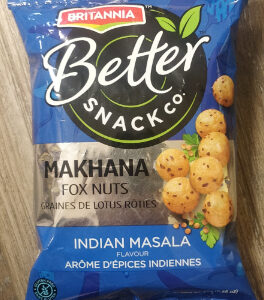 BRITANNIA
Better
SNACK CO.
MAKHANA
FOX NUTS
GRAINES DE LOTUS RÔTIES
INDIAN MASALA
FLAVOUR
ARÔME D'ÉPICES INDIENNES